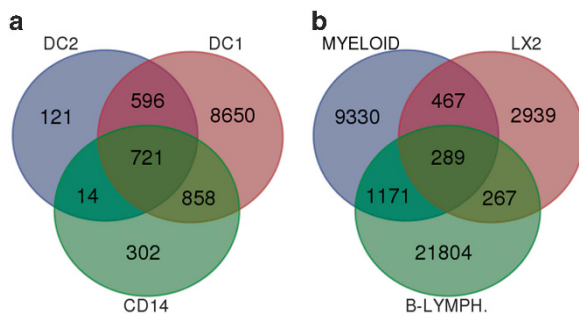 a
DC2
DC1
121
596
8650
721
14
858
302
CD14
b
MYELOID
LX2
9330
467
2939
289
1171
267
21804
B-LYMPH.